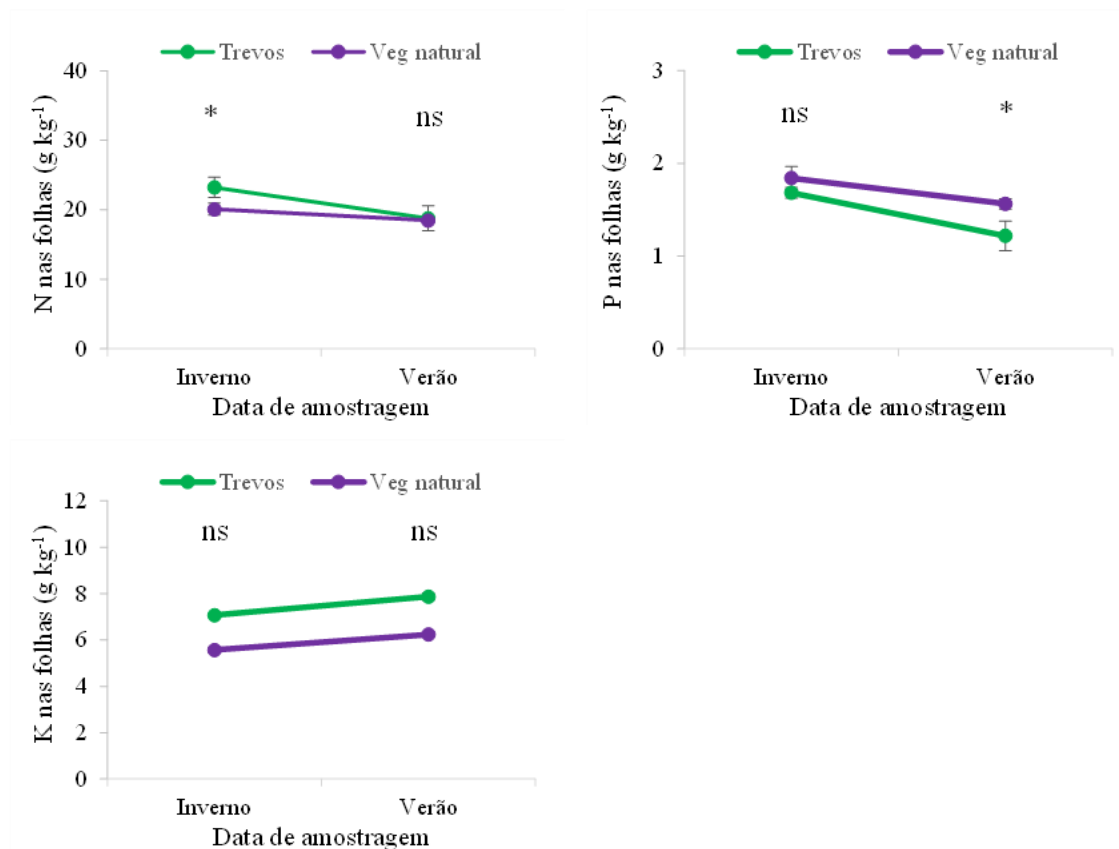 Trevos Veg natural
40
30
20
10
0
N nas folhas (g kg⁻¹)
* ns
Inverno Verão
Data de amostragem
Trevos Veg natural
3
2
1
0
P nas folhas (g kg⁻¹)
ns *
Inverno Verão
Data de amostragem
Trevos Veg natural
12
10
8
6
4
2
0
K nas folhas (g kg⁻¹)
ns ns
Inverno Verão
Data de amostragem